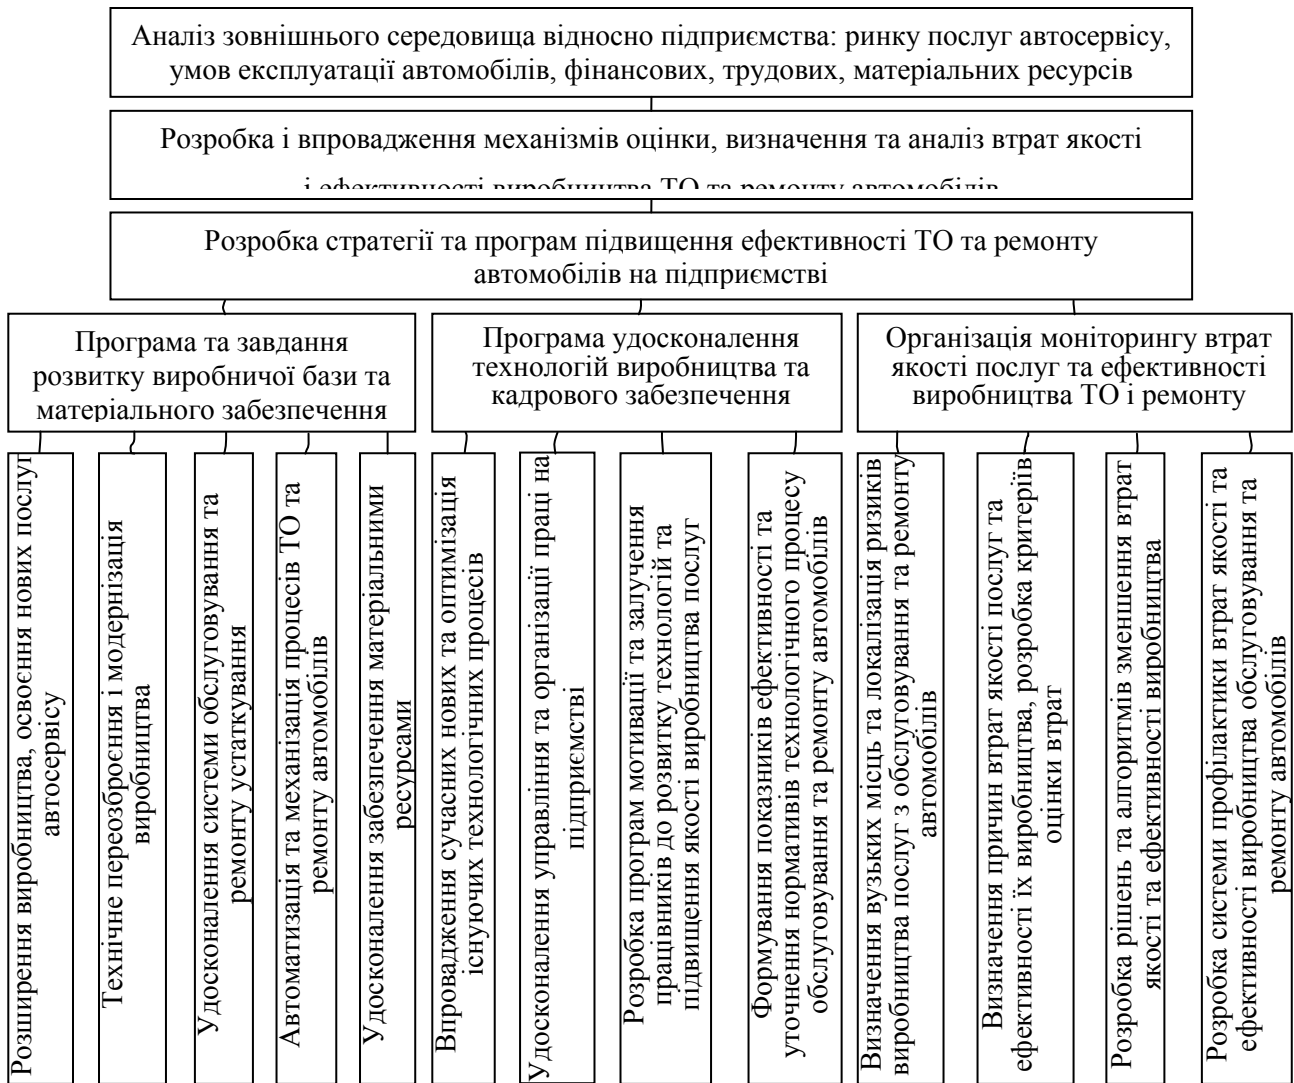 Аналіз зовнішнього середовища відносно підприємства: ринку послуг автосервісу,
умов експлуатації автомобілів, фінансових, трудових, матеріальних ресурсів
Розробка і впровадження механізмів оцінки, визначення та аналіз втрат якості
і ефективності виробництва ТО та ремонту автомобілів
Розробка стратегії та програм підвищення ефективності ТО та ремонту
автомобілів на підприємстві
Програма та завдання
розвитку виробничої бази та
матеріального забезпечення
Програма удосконалення
технологій виробництва та
кадрового забезпечення
Організація моніторингу втрат
якості послуг та ефективності
виробництва ТО і ремонту
Розширення виробництва, освоєння нових послуг
автосервісу
Технічне переозброєння і модернізація
виробництва
Удосконалення системи обслуговування та
ремонту устаткування
Автоматизація та механізація процесів ТО та
ремонту автомобілів
Удосконалення забезпечення матеріальними
ресурсами
Впровадження сучасних нових та оптимізація
існуючих технологічних процесів
Удосконалення управління та організації праці на
підприємстві
Розробка програм мотивації та залучення
працівників до розвитку технологій та
підвищення якості виробництва послуг
Формування показників ефективності та
уточнення нормативів технологічного процесу
обслуговування та ремонту автомобілів
Визначення вузьких місць та локалізація ризиків
виробництва послуг з обслуговування та ремонту
автомобілів
Визначення причин втрат якості послуг та
ефективності їх виробництва, розробка критеріїв
оцінки втрат
Розробка рішень та алгоритмів зменшення втрат
якості та ефективності виробництва
Розробка системи профілактики втрат якості та
ефективності виробництва обслуговування та
ремонту автомобілів